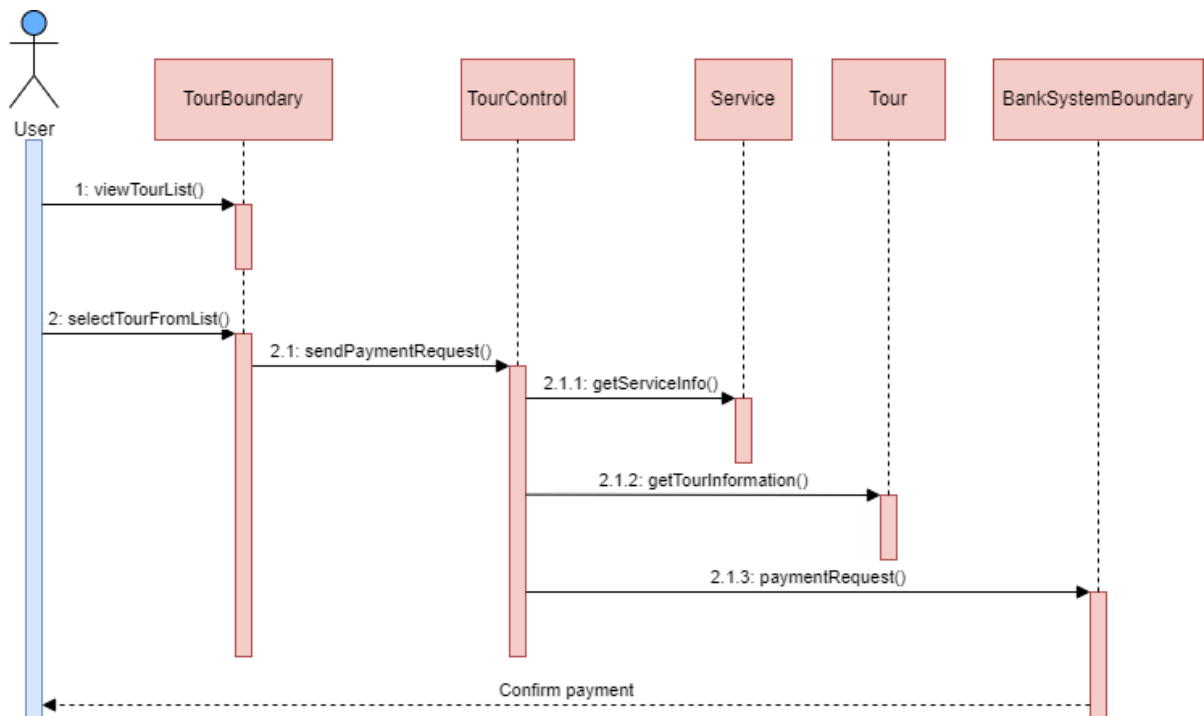 User
TourBoundary
TourControl
Service
Tour
BankSystemBoundary
1: viewTourList()
2: selectTourFromList()
2.1: sendPaymentRequest()
2.1.1: getServiceInfo()
2.1.2: getTourInformation()
2.1.3: paymentRequest()
Confirm payment